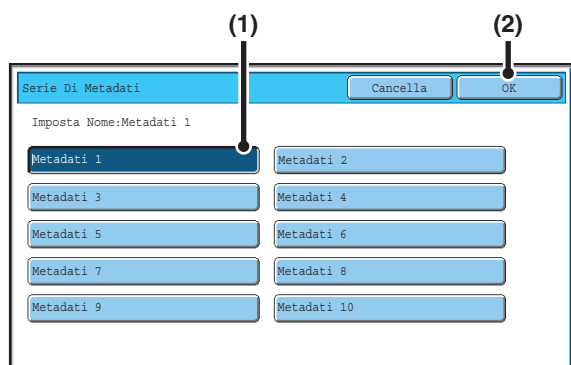 (1) (2)
Serie Di Metadati Cancella OK
Imposta Nome:Metadati 1
Metadati 1 Metadati 2
Metadati 3 Metadati 4
Metadati 5 Metadati 6
Metadati 7 Metadati 8
Metadati 9 Metadati 10